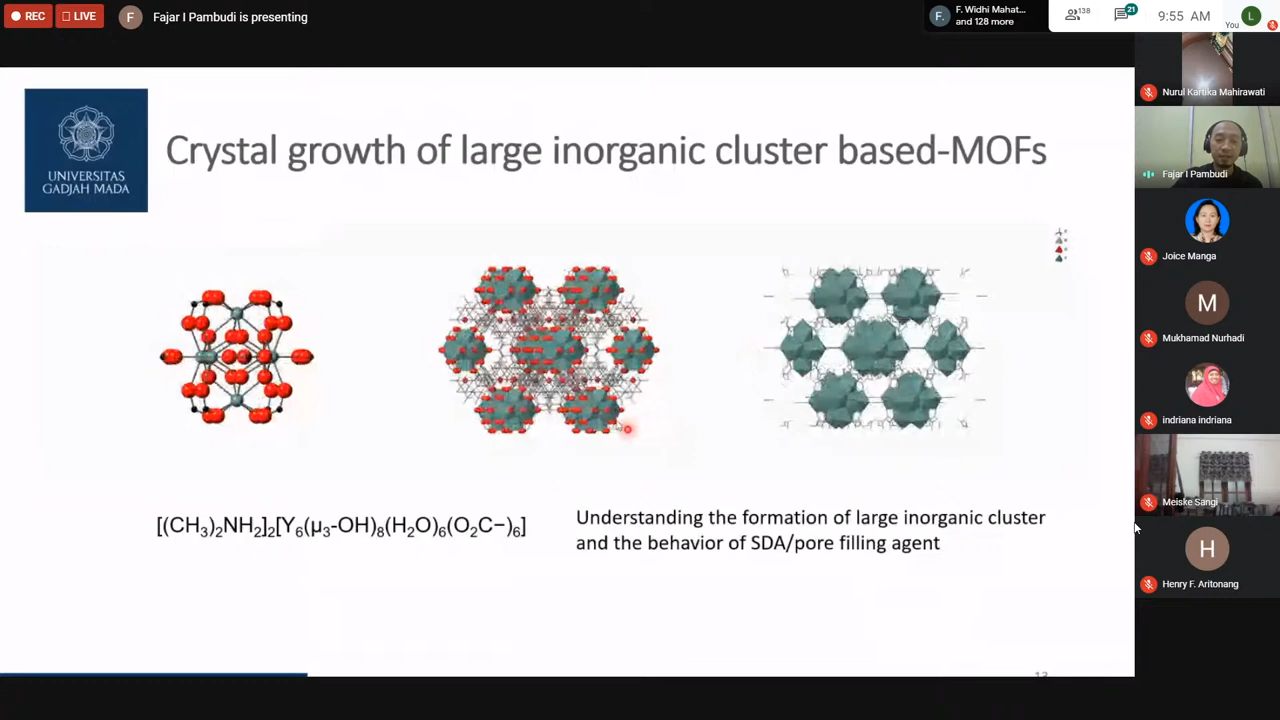 REC
LIVE
F
Fajar I Pambudi is presenting
F.
F. Widhi Mahat...
and 128 more
138
21
9:55 AM
You
L
UNIVERSITAS
GADJAH MADA
Crystal growth of large inorganic cluster based-MOFs
[(CH₃)₂NH₂]₂[Y₆(μ₃-OH)₈(H₂O)₆(O₂C−)₆]
Understanding the formation of large inorganic cluster
and the behavior of SDA/pore filling agent
13
Nurul Kartika Mahirawati
Fajar I Pambudi
Joice Manga
M
Mukhamad Nurhadi
indriana indriana
Meiske Sangi
H
Henry F. Aritonang